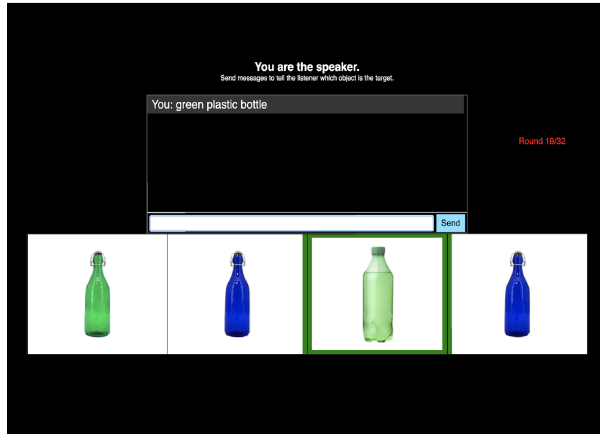 You are the speaker.
Send messages to tell the listener which object is the target.
You: green plastic bottle
Round 19/32
Send